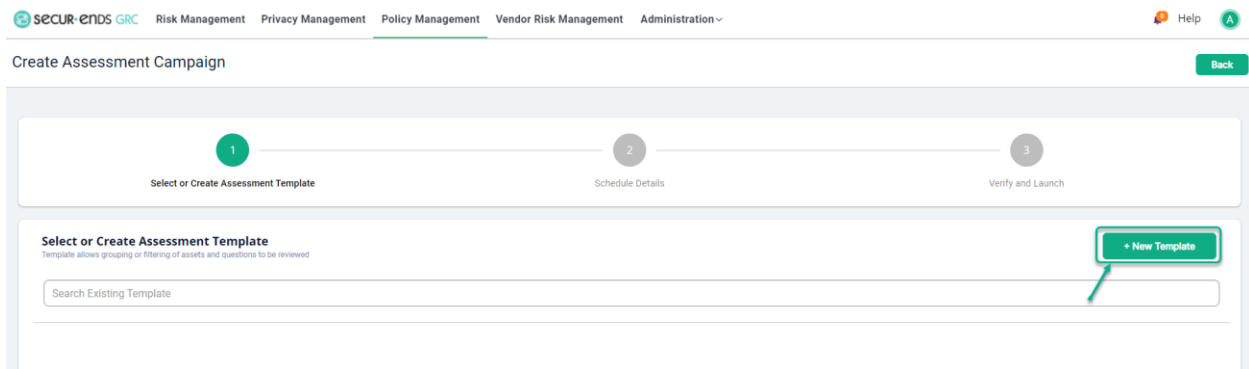 SECUR-ENDS GRC Risk Management Privacy Management Policy Management Vendor Risk Management Administration Help A
Create Assessment Campaign Back
1 2 3
Select or Create Assessment Template Schedule Details Verify and Launch
Select or Create Assessment Template
+ New Template
Template allows grouping or filtering of assets and questions to be reviewed
Search Existing Template